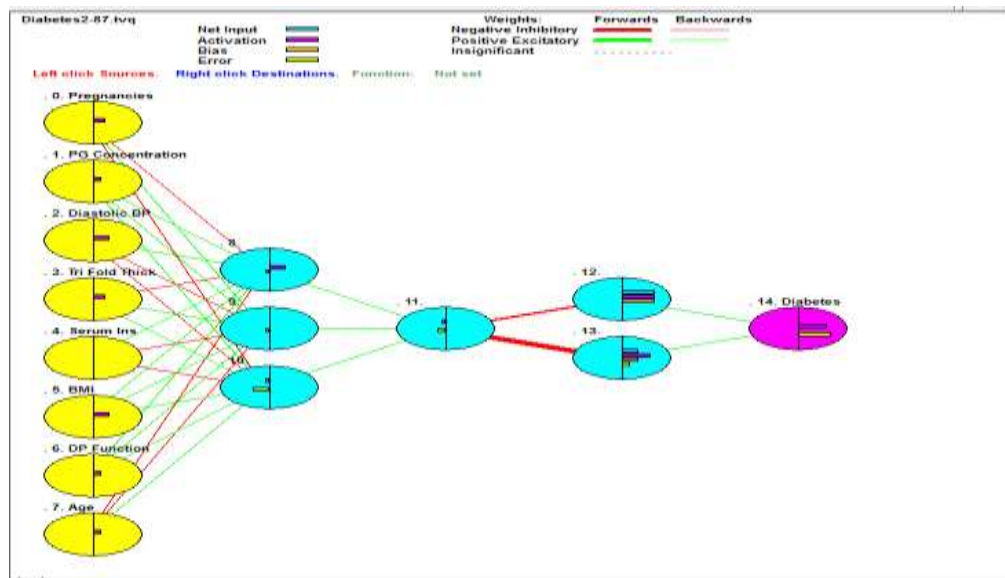 Diabetes2-87.tvq
Weights: Forwards Backwards
Net Input
Negative Inhibitory
Activation
Positive Excitatory
Bias
Insignificant
Error
Left click Sources. Right click Destinations. Function: Not set
. 0. Pregnancies
. 1. PG Concentration
. 2. Diastolic BP
. 3. Tri Fold Thick
. 4. Serum Ins
. 5. BMI
. 6. DP Function
. 7. Age
. 8.
. 9.
. 10.
. 11.
. 12.
. 13.
. 14. Diabetes